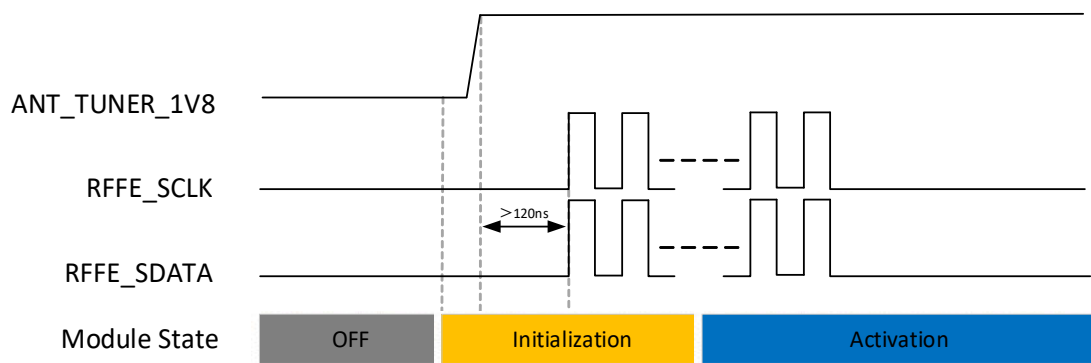 ANT_TUNER_1V8
RFFE_SCLK
>120ns
RFFE_SDATA
Module State
OFF
Initialization
Activation